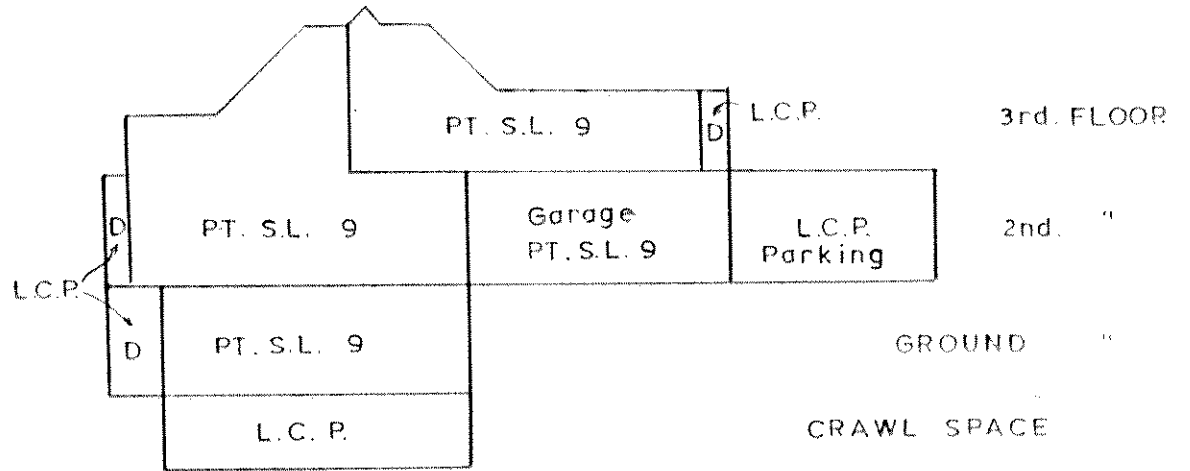 PT. S.L. 9
D
L.C.P.
3rd. FLOOR
D
PT. S.L. 9
Garage
PT. S.L. 9
L.C.P.
Parking
2nd. "
L.C.P.
D
PT. S.L. 9
GROUND "
L.C.P.
CRAWL SPACE